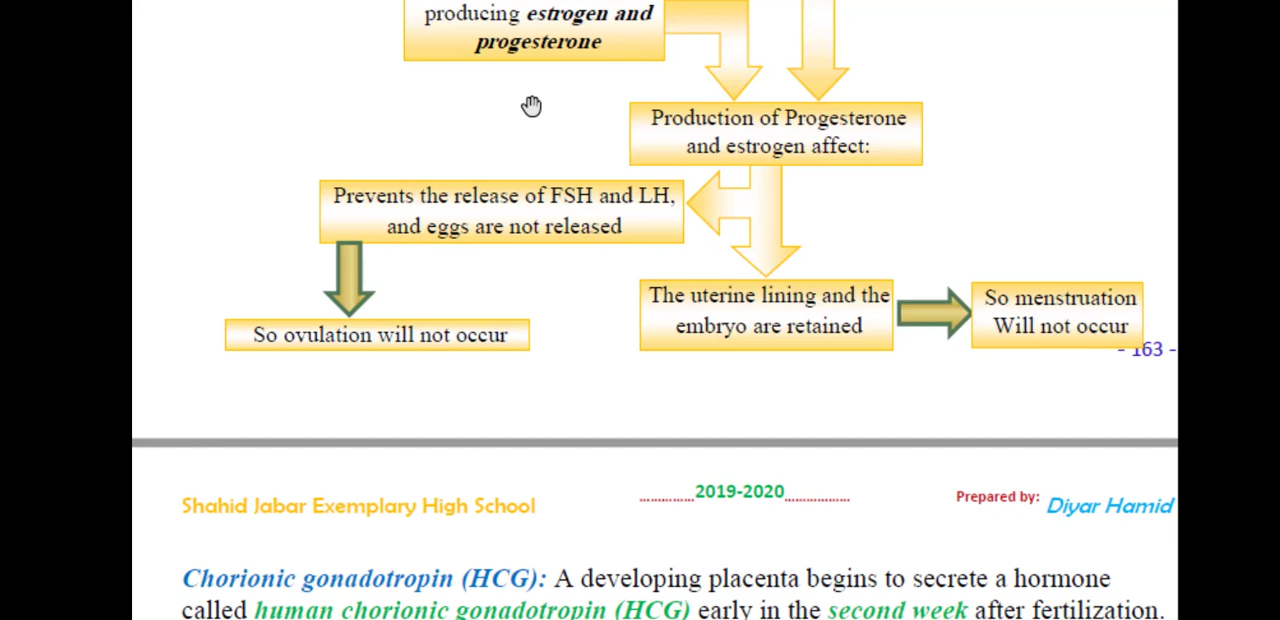 producing estrogen and
progesterone
Production of Progesterone
and estrogen affect:
Prevents the release of FSH and LH,
and eggs are not released
The uterine lining and the
embryo are retained
So menstruation
Will not occur
So ovulation will not occur
- 163 -
Shahid Jabar Exemplary High School
..............2019-2020.................
Prepared by: Diyar Hamid
Chorionic gonadotropin (HCG): A developing placenta begins to secrete a hormone
called human chorionic gonadotropin (HCG) early in the second week after fertilization.